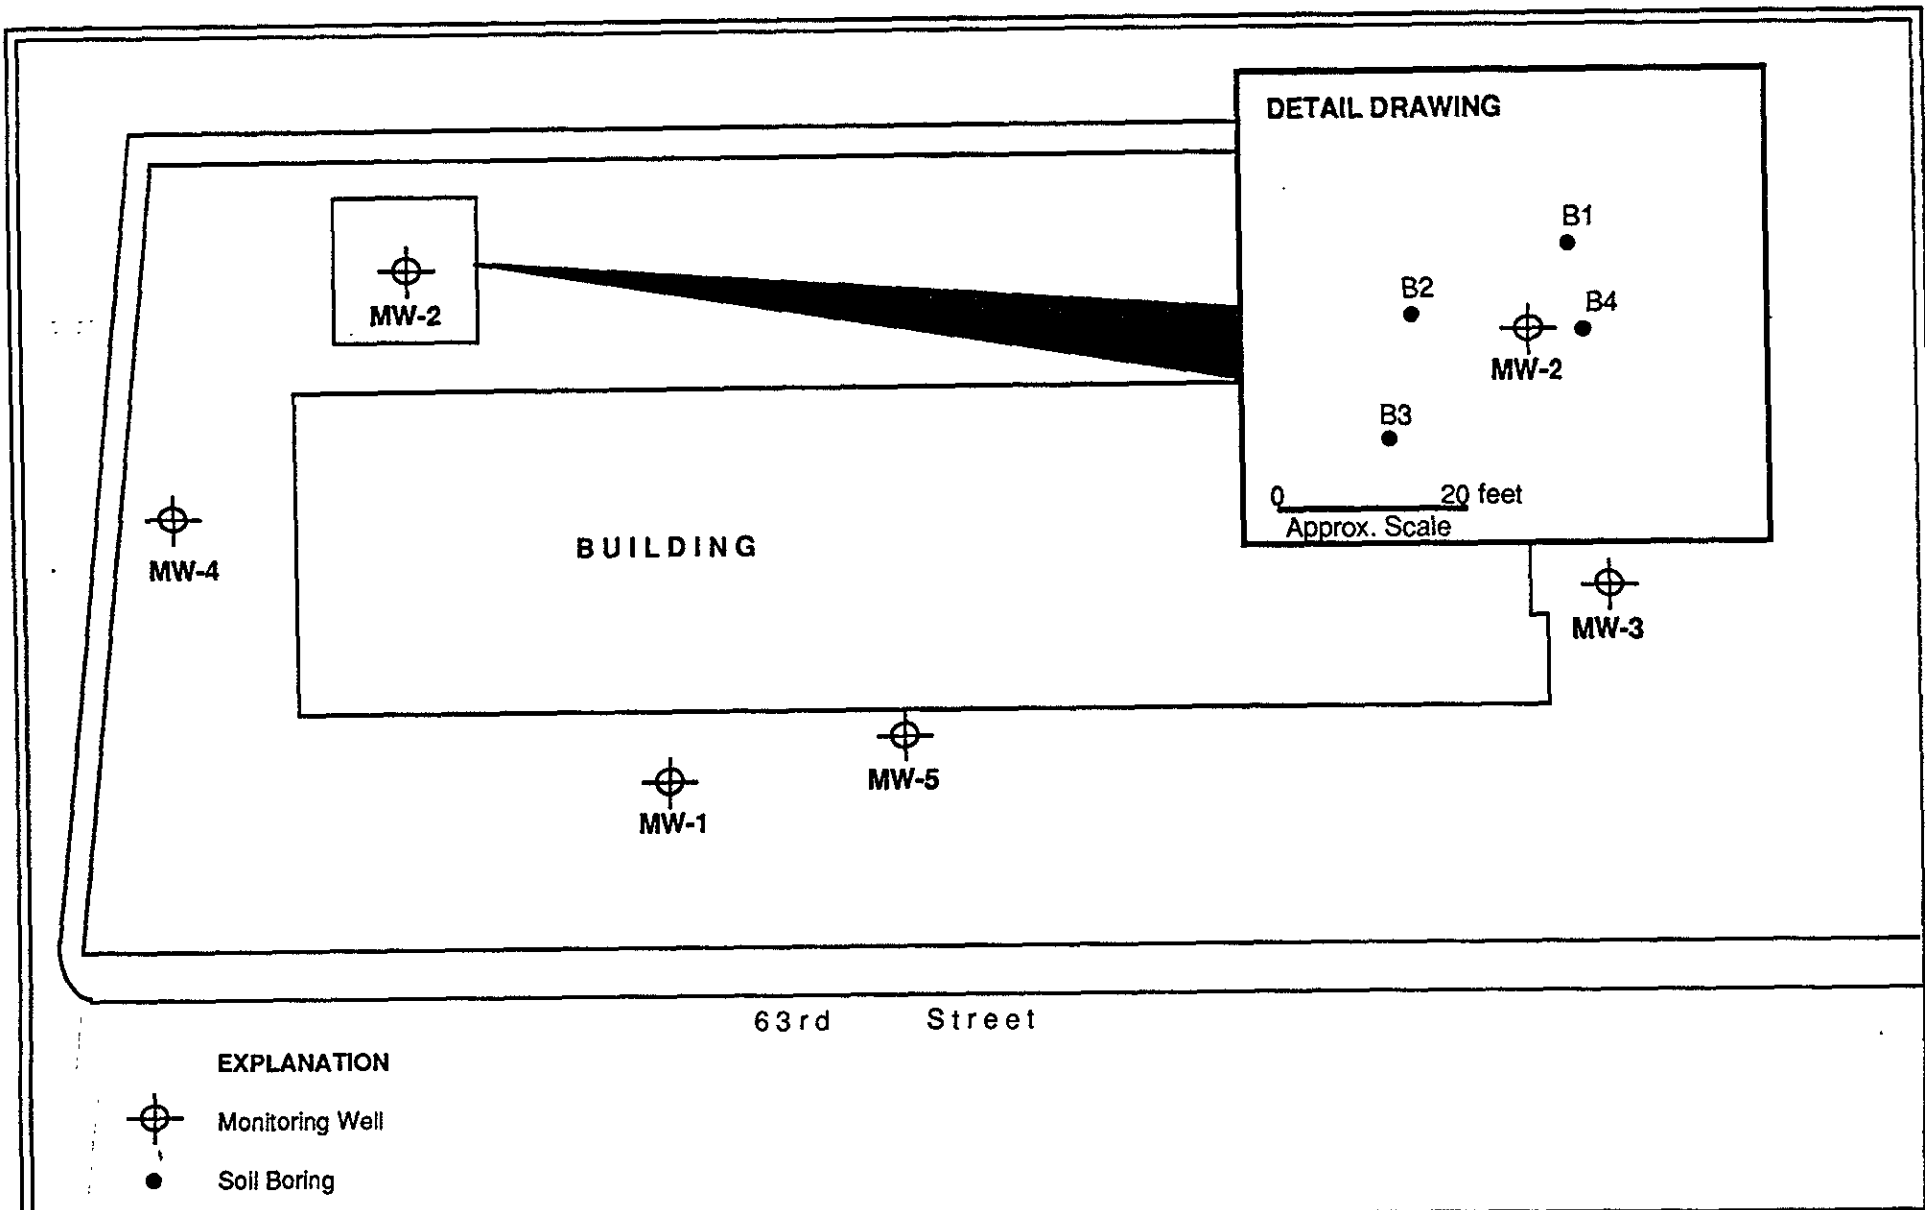 DETAIL DRAWING
B1
B2
B4
MW-2
MW-2
B3
0 20 feet
Approx. Scale
BUILDING
MW-4
MW-3
MW-5
MW-1
63rd Street
EXPLANATION
Monitoring Well
Soil Boring